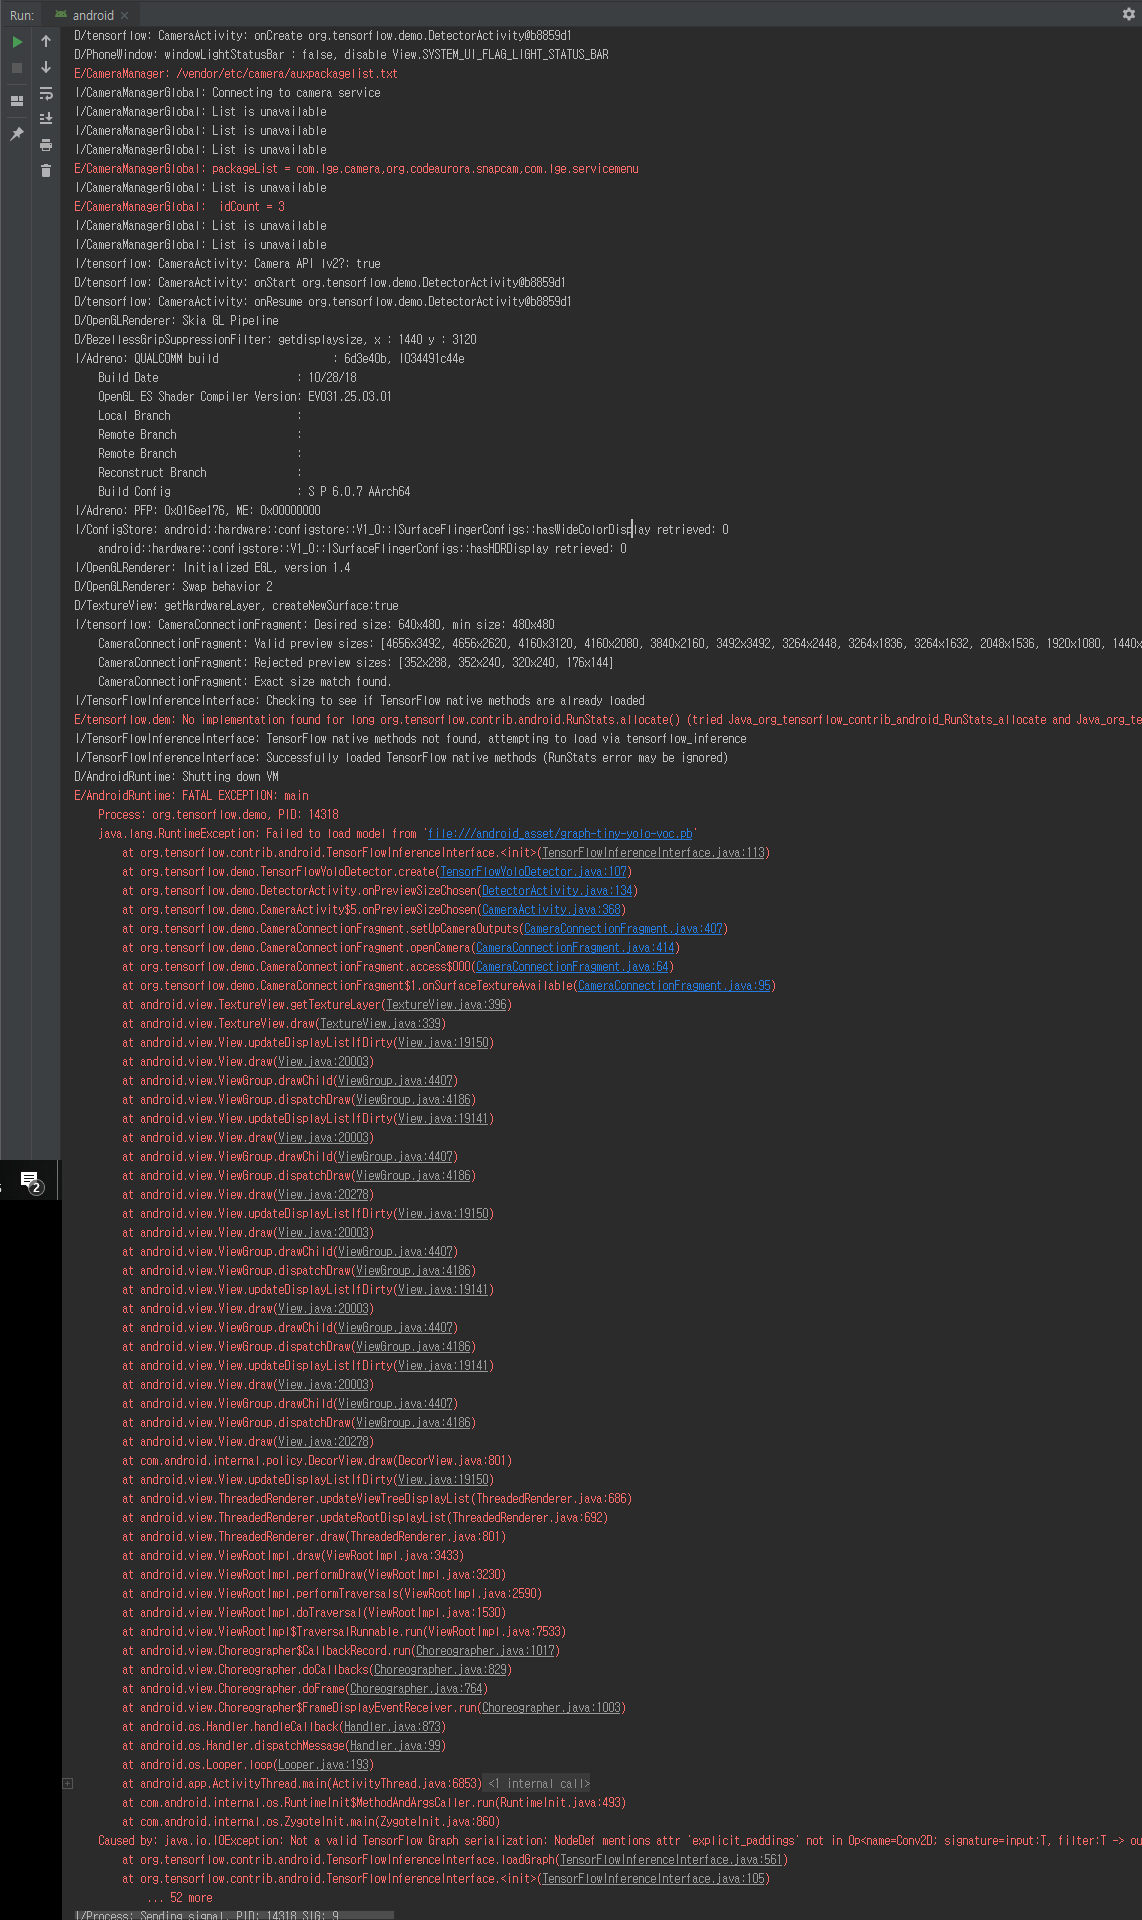 Run: android
D/tensorflow: CameraActivity: onCreate org.tensorflow.demo.DetectorActivity@b8859d1
D/PhoneWindow: windowLightStatusBar : false, disable View.SYSTEM_UI_FLAG_LIGHT_STATUS_BAR
E/CameraManager: /vendor/etc/camera/auxpackagelist.txt
I/CameraManagerGlobal: Connecting to camera service
I/CameraManagerGlobal: List is unavailable
I/CameraManagerGlobal: List is unavailable
I/CameraManagerGlobal: List is unavailable
E/CameraManagerGlobal: packageList = com.lge.camera,org.codeaurora.snapcam,com.lge.servicemenu
I/CameraManagerGlobal: List is unavailable
E/CameraManagerGlobal:  idCount = 3
I/CameraManagerGlobal: List is unavailable
I/CameraManagerGlobal: List is unavailable
I/tensorflow: CameraActivity: Camera API lv2?: true
D/tensorflow: CameraActivity: onStart org.tensorflow.demo.DetectorActivity@b8859d1
D/tensorflow: CameraActivity: onResume org.tensorflow.demo.DetectorActivity@b8859d1
D/OpenGLRenderer: Skia GL Pipeline
D/BezellessGripSuppressionFilter: getdisplaysize, x : 1440 y : 3120
I/Adreno: QUALCOMM build                   : 6d3e40b, I034491c44e
Build Date                       : 10/28/18
OpenGL ES Shader Compiler Version: EV031.25.03.01
Local Branch                     :
Remote Branch                    :
Remote Branch                    :
Reconstruct Branch               :
Build Config                     : S P 6.0.7 AArch64
I/Adreno: PFP: 0x016ee176, ME: 0x00000000
I/ConfigStore: android::hardware::configstore::V1_0::ISurfaceFlingerConfigs::hasWideColorDisplay retrieved: 0
android::hardware::configstore::V1_0::ISurfaceFlingerConfigs::hasHDRDisplay retrieved: 0
I/OpenGLRenderer: Initialized EGL, version 1.4
D/OpenGLRenderer: Swap behavior 2
D/TextureView: getHardwareLayer, createNewSurface:true
I/tensorflow: CameraConnectionFragment: Desired size: 640x480, min size: 480x480
CameraConnectionFragment: Valid preview sizes: [4656x3492, 4656x2620, 4160x3120, 4160x2080, 3840x2160, 3492x3492, 3264x2448, 3264x1836, 3264x1632, 2048x1536, 1920x1080, 1440x
CameraConnectionFragment: Rejected preview sizes: [352x288, 352x240, 320x240, 176x144]
CameraConnectionFragment: Exact size match found.
I/TensorFlowInferenceInterface: Checking to see if TensorFlow native methods are already loaded
E/tensorflow.dem: No implementation found for long org.tensorflow.contrib.android.RunStats.allocate() (tried Java_org_tensorflow_contrib_android_RunStats_allocate and Java_org_te
I/TensorFlowInferenceInterface: TensorFlow native methods not found, attempting to load via tensorflow_inference
I/TensorFlowInferenceInterface: Successfully loaded TensorFlow native methods (RunStats error may be ignored)
D/AndroidRuntime: Shutting down VM
E/AndroidRuntime: FATAL EXCEPTION: main
Process: org.tensorflow.demo, PID: 14318
java.lang.RuntimeException: Failed to load model from 'file:///android_asset/graph-tiny-yolo-voc.pb'
at org.tensorflow.contrib.android.TensorFlowInferenceInterface.<init>(TensorFlowInferenceInterface.java:113)
at org.tensorflow.demo.TensorFlowYoloDetector.create(TensorFlowYoloDetector.java:107)
at org.tensorflow.demo.DetectorActivity.onPreviewSizeChosen(DetectorActivity.java:134)
at org.tensorflow.demo.CameraActivity$5.onPreviewSizeChosen(CameraActivity.java:368)
at org.tensorflow.demo.CameraConnectionFragment.setUpCameraOutputs(CameraConnectionFragment.java:407)
at org.tensorflow.demo.CameraConnectionFragment.openCamera(CameraConnectionFragment.java:414)
at org.tensorflow.demo.CameraConnectionFragment.access$000(CameraConnectionFragment.java:64)
at org.tensorflow.demo.CameraConnectionFragment$1.onSurfaceTextureAvailable(CameraConnectionFragment.java:95)
at android.view.TextureView.getTextureLayer(TextureView.java:396)
at android.view.TextureView.draw(TextureView.java:339)
at android.view.View.updateDisplayListIfDirty(View.java:19150)
at android.view.View.draw(View.java:20003)
at android.view.ViewGroup.drawChild(ViewGroup.java:4407)
at android.view.ViewGroup.dispatchDraw(ViewGroup.java:4186)
at android.view.View.updateDisplayListIfDirty(View.java:19141)
at android.view.View.draw(View.java:20003)
at android.view.ViewGroup.drawChild(ViewGroup.java:4407)
at android.view.ViewGroup.dispatchDraw(ViewGroup.java:4186)
at android.view.View.draw(View.java:20278)
at android.view.View.updateDisplayListIfDirty(View.java:19150)
at android.view.View.draw(View.java:20003)
at android.view.ViewGroup.drawChild(ViewGroup.java:4407)
at android.view.ViewGroup.dispatchDraw(ViewGroup.java:4186)
at android.view.View.updateDisplayListIfDirty(View.java:19141)
at android.view.View.draw(View.java:20003)
at android.view.ViewGroup.drawChild(ViewGroup.java:4407)
at android.view.ViewGroup.dispatchDraw(ViewGroup.java:4186)
at android.view.View.updateDisplayListIfDirty(View.java:19141)
at android.view.View.draw(View.java:20003)
at android.view.ViewGroup.drawChild(ViewGroup.java:4407)
at android.view.ViewGroup.dispatchDraw(ViewGroup.java:4186)
at android.view.View.draw(View.java:20278)
at com.android.internal.policy.DecorView.draw(DecorView.java:801)
at android.view.View.updateDisplayListIfDirty(View.java:19150)
at android.view.ThreadedRenderer.updateViewTreeDisplayList(ThreadedRenderer.java:686)
at android.view.ThreadedRenderer.updateRootDisplayList(ThreadedRenderer.java:692)
at android.view.ThreadedRenderer.draw(ThreadedRenderer.java:801)
at android.view.ViewRootImpl.draw(ViewRootImpl.java:3433)
at android.view.ViewRootImpl.performDraw(ViewRootImpl.java:3230)
at android.view.ViewRootImpl.performTraversals(ViewRootImpl.java:2590)
at android.view.ViewRootImpl.doTraversal(ViewRootImpl.java:1530)
at android.view.ViewRootImpl$TraversalRunnable.run(ViewRootImpl.java:7533)
at android.view.Choreographer$CallbackRecord.run(Choreographer.java:1017)
at android.view.Choreographer.doCallbacks(Choreographer.java:829)
at android.view.Choreographer.doFrame(Choreographer.java:764)
at android.view.Choreographer$FrameDisplayEventReceiver.run(Choreographer.java:1003)
at android.os.Handler.handleCallback(Handler.java:873)
at android.os.Handler.dispatchMessage(Handler.java:99)
at android.os.Looper.loop(Looper.java:193)
at android.app.ActivityThread.main(ActivityThread.java:6853) <1 internal call>
at com.android.internal.os.RuntimeInit$MethodAndArgsCaller.run(RuntimeInit.java:493)
at com.android.internal.os.ZygoteInit.main(ZygoteInit.java:860)
Caused by: java.io.IOException: Not a valid TensorFlow Graph serialization: NodeDef mentions attr 'explicit_paddings' not in Op<name=Conv2D; signature=input:T, filter:T -> ou
at org.tensorflow.contrib.android.TensorFlowInferenceInterface.loadGraph(TensorFlowInferenceInterface.java:561)
at org.tensorflow.contrib.android.TensorFlowInferenceInterface.<init>(TensorFlowInferenceInterface.java:105)
... 52 more
I/Process: Sending signal. PID: 14318 SIG: 9
2